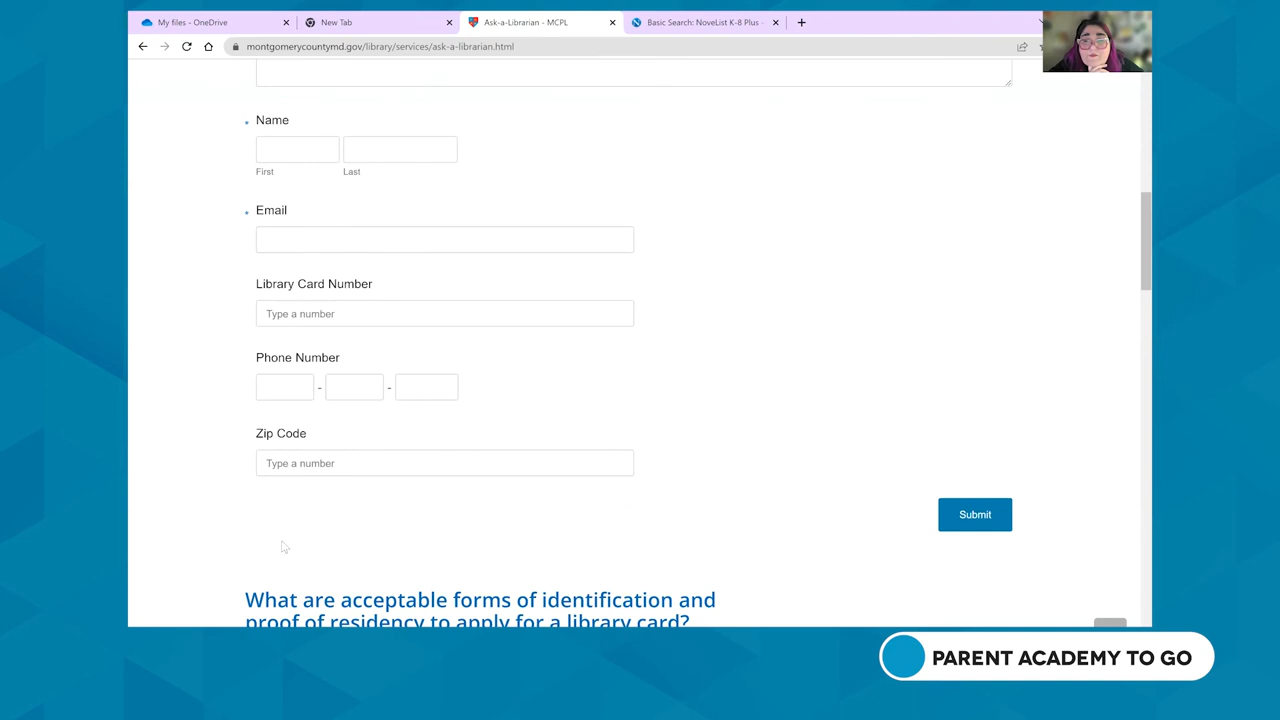 My files - OneDrive
New Tab
Ask-a-Librarian - MCPL
Basic Search: NoveList K-8 Plus -
montgomerycountymd.gov/library/services/ask-a-librarian.html
* Name
First
Last
* Email
Library Card Number
Type a number
Phone Number
- -
Zip Code
Type a number
Submit
What are acceptable forms of identification and
proof of residency to apply for a library card?
PARENT ACADEMY TO GO